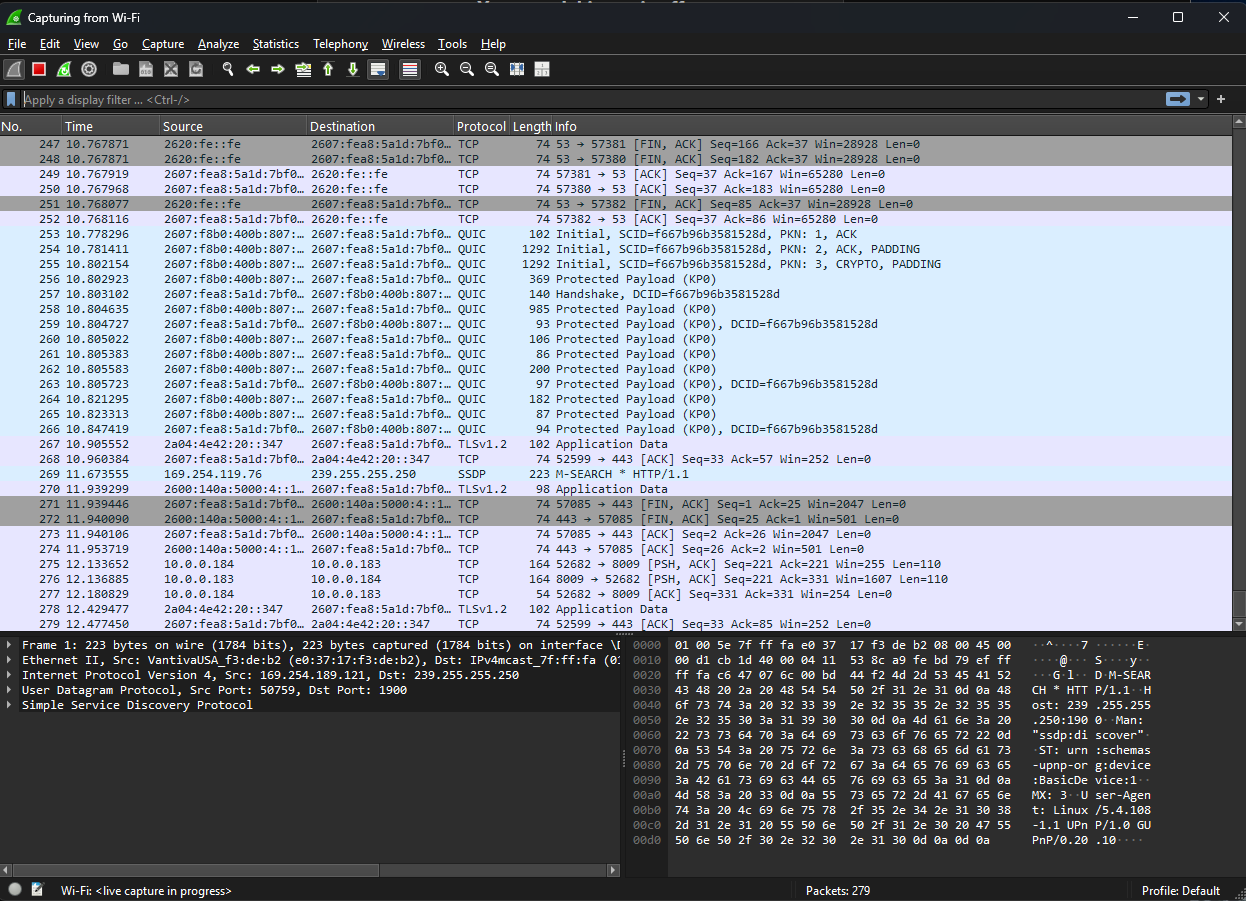 Capturing from Wi-Fi
File Edit View Go Capture Analyze Statistics Telephony Wireless Tools Help
Apply a display filter ... <Ctrl-/>
No. Time Source Destination Protocol Length Info
247 10.767871 2620:fe::fe 2607:fea8:5a1d:7bf0… TCP 74 53 → 57381 [FIN, ACK] Seq=166 Ack=37 Win=28928 Len=0
248 10.767871 2620:fe::fe 2607:fea8:5a1d:7bf0… TCP 74 53 → 57380 [FIN, ACK] Seq=182 Ack=37 Win=28928 Len=0
249 10.767919 2607:fea8:5a1d:7bf0… 2620:fe::fe TCP 74 57381 → 53 [ACK] Seq=37 Ack=167 Win=65280 Len=0
250 10.767968 2607:fea8:5a1d:7bf0… 2620:fe::fe TCP 74 57380 → 53 [ACK] Seq=37 Ack=183 Win=65280 Len=0
251 10.768077 2620:fe::fe 2607:fea8:5a1d:7bf0… TCP 74 53 → 57382 [FIN, ACK] Seq=85 Ack=37 Win=28928 Len=0
252 10.768116 2607:fea8:5a1d:7bf0… 2620:fe::fe TCP 74 57382 → 53 [ACK] Seq=37 Ack=86 Win=65280 Len=0
253 10.778296 2607:f8b0:400b:807:… 2607:fea8:5a1d:7bf0… QUIC 102 Initial, SCID=f667b96b3581528d, PKN: 1, ACK
254 10.781411 2607:f8b0:400b:807:… 2607:fea8:5a1d:7bf0… QUIC 1292 Initial, SCID=f667b96b3581528d, PKN: 2, ACK, PADDING
255 10.802154 2607:f8b0:400b:807:… 2607:fea8:5a1d:7bf0… QUIC 1292 Initial, SCID=f667b96b3581528d, PKN: 3, CRYPTO, PADDING
256 10.802923 2607:f8b0:400b:807:… 2607:fea8:5a1d:7bf0… QUIC 369 Protected Payload (KP0)
257 10.803102 2607:fea8:5a1d:7bf0… 2607:f8b0:400b:807:… QUIC 140 Handshake, DCID=f667b96b3581528d
258 10.804635 2607:f8b0:400b:807:… 2607:fea8:5a1d:7bf0… QUIC 985 Protected Payload (KP0)
259 10.804727 2607:fea8:5a1d:7bf0… 2607:f8b0:400b:807:… QUIC 93 Protected Payload (KP0), DCID=f667b96b3581528d
260 10.805022 2607:f8b0:400b:807:… 2607:fea8:5a1d:7bf0… QUIC 106 Protected Payload (KP0)
261 10.805383 2607:f8b0:400b:807:… 2607:fea8:5a1d:7bf0… QUIC 86 Protected Payload (KP0)
262 10.805583 2607:f8b0:400b:807:… 2607:fea8:5a1d:7bf0… QUIC 200 Protected Payload (KP0)
263 10.805723 2607:fea8:5a1d:7bf0… 2607:f8b0:400b:807:… QUIC 97 Protected Payload (KP0), DCID=f667b96b3581528d
264 10.821295 2607:f8b0:400b:807:… 2607:fea8:5a1d:7bf0… QUIC 182 Protected Payload (KP0)
265 10.823313 2607:f8b0:400b:807:… 2607:fea8:5a1d:7bf0… QUIC 87 Protected Payload (KP0)
266 10.847419 2607:fea8:5a1d:7bf0… 2607:f8b0:400b:807:… QUIC 94 Protected Payload (KP0), DCID=f667b96b3581528d
267 10.905552 2a04:4e42:20::347 2607:fea8:5a1d:7bf0… TLSv1.2 102 Application Data
268 10.960384 2607:fea8:5a1d:7bf0… 2a04:4e42:20::347 TCP 74 52599 → 443 [ACK] Seq=33 Ack=57 Win=252 Len=0
269 11.673555 169.254.119.76 239.255.255.250 SSDP 223 M-SEARCH * HTTP/1.1
270 11.939299 2600:140a:5000:4::1… 2607:fea8:5a1d:7bf0… TLSv1.2 98 Application Data
271 11.939446 2607:fea8:5a1d:7bf0… 2600:140a:5000:4::1… TCP 74 57085 → 443 [FIN, ACK] Seq=1 Ack=25 Win=2047 Len=0
272 11.940090 2600:140a:5000:4::1… 2607:fea8:5a1d:7bf0… TCP 74 443 → 57085 [FIN, ACK] Seq=25 Ack=1 Win=501 Len=0
273 11.940106 2607:fea8:5a1d:7bf0… 2600:140a:5000:4::1… TCP 74 57085 → 443 [ACK] Seq=2 Ack=26 Win=2047 Len=0
274 11.953719 2600:140a:5000:4::1… 2607:fea8:5a1d:7bf0… TCP 74 443 → 57085 [ACK] Seq=26 Ack=2 Win=501 Len=0
275 12.133652 10.0.0.184 10.0.0.183 TCP 164 52682 → 8009 [PSH, ACK] Seq=221 Ack=221 Win=255 Len=110
276 12.136885 10.0.0.183 10.0.0.184 TCP 164 8009 → 52682 [PSH, ACK] Seq=221 Ack=331 Win=1607 Len=110
277 12.180829 10.0.0.184 10.0.0.183 TCP 54 52682 → 8009 [ACK] Seq=331 Ack=331 Win=254 Len=0
278 12.429477 2a04:4e42:20::347 2607:fea8:5a1d:7bf0… TLSv1.2 102 Application Data
279 12.477450 2607:fea8:5a1d:7bf0… 2a04:4e42:20::347 TCP 74 52599 → 443 [ACK] Seq=33 Ack=85 Win=252 Len=0
Frame 1: 223 bytes on wire (1784 bits), 223 bytes captured (1784 bits) on interface \D
Ethernet II, Src: VantivaUSA_f3:de:b2 (e0:37:17:f3:de:b2), Dst: IPv4mcast_7f:ff:fa (01
Internet Protocol Version 4, Src: 169.254.189.121, Dst: 239.255.255.250
User Datagram Protocol, Src Port: 50759, Dst Port: 1900
Simple Service Discovery Protocol
0000 01 00 5e 7f ff fa e0 37 17 f3 de b2 08 00 45 00 ··^····7 ······E·
0010 00 d1 cb 1d 40 00 04 11 53 8c a9 fe bd 79 ef ff ····@··· S····y··
0020 ff fa c6 47 07 6c 00 bd 44 f2 4d 2d 53 45 41 52 ···G·l·· D·M-SEAR
0030 43 48 20 2a 20 48 54 54 50 2f 31 2e 31 0d 0a 48 CH * HTT P/1.1··H
0040 6f 73 74 3a 20 32 33 39 2e 32 35 35 2e 32 35 35 ost: 239 .255.255
0050 2e 32 35 30 3a 31 39 30 30 0d 0a 4d 61 6e 3a 20 .250:190 0··Man:
0060 22 73 73 64 70 3a 64 69 73 63 6f 76 65 72 22 0d "ssdp:di scover"·
0070 0a 53 54 3a 20 75 72 6e 3a 73 63 68 65 6d 61 73 ·ST: urn :schemas
0080 2d 75 70 6e 70 2d 6f 72 67 3a 64 65 76 69 63 65 -upnp-or g:device
0090 3a 42 61 73 69 63 44 65 76 69 63 65 3a 31 0d 0a :BasicDe vice:1··
00a0 4d 58 3a 20 33 0d 0a 55 73 65 72 2d 41 67 65 6e MX: 3··U ser-Agen
00b0 74 3a 20 4c 69 6e 75 78 2f 35 2e 34 2e 31 30 38 t: Linux /5.4.108
00c0 2d 31 2e 31 20 55 50 6e 50 2f 31 2e 30 20 47 55 -1.1 UPn P/1.0 GU
00d0 50 6e 50 2f 30 2e 32 30 2e 31 30 0d 0a 0d 0a PnP/0.20 .10····
Wi-Fi: <live capture in progress>
Packets: 279
Profile: Default